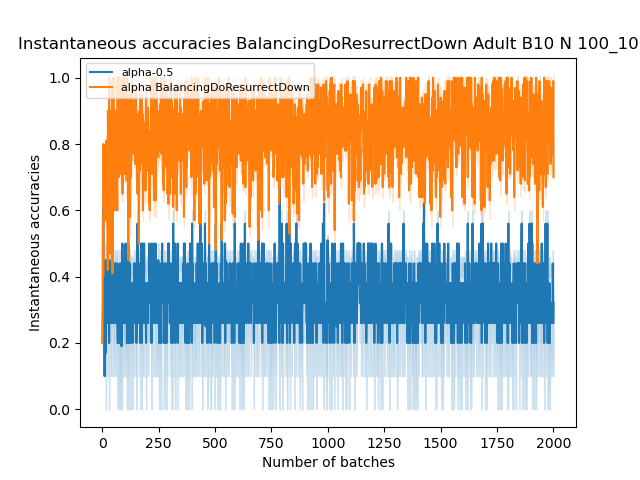 Instantaneous accuracies BalancingDoResurrectDown Adult B10 N 100_10
alpha-0.5
alpha BalancingDoResurrectDown
Instantaneous accuracies
1.0
0.8
0.6
0.4
0.2
0.0
0 250 500 750 1000 1250 1500 1750 2000
Number of batches